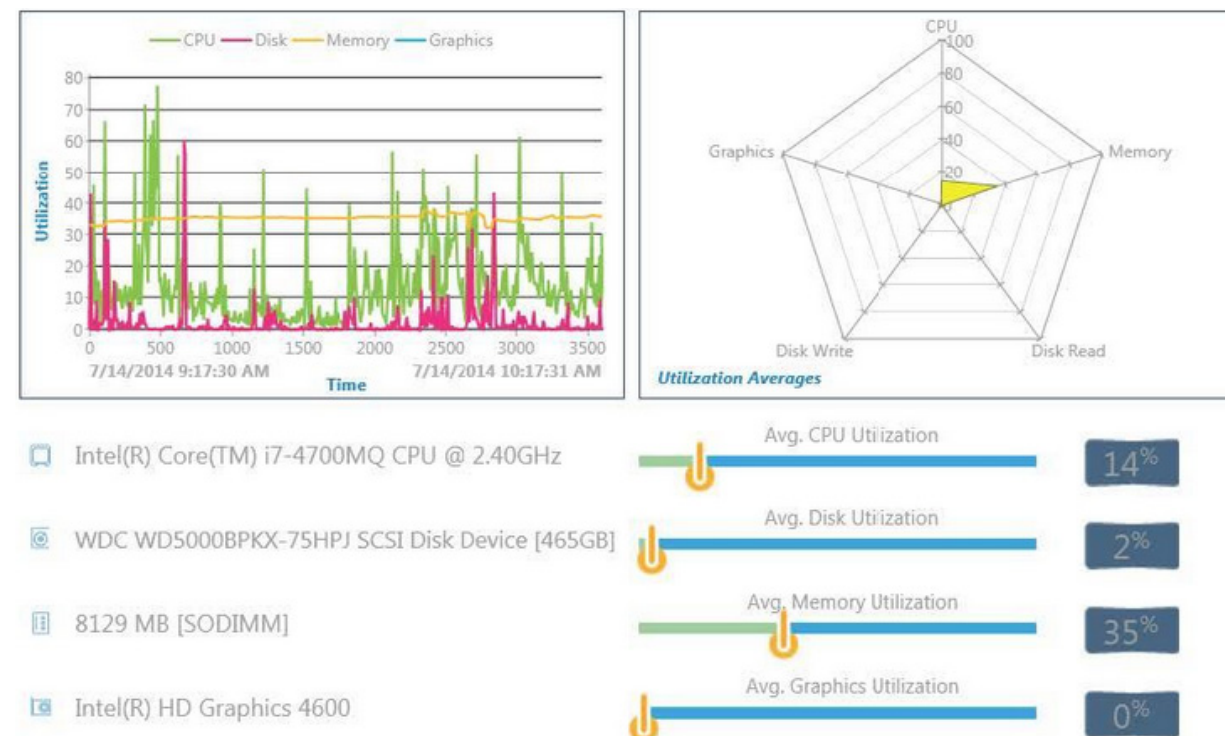 CPU Disk Memory Graphics
80
70
60
50
40
30
20
10
0
Utilization
0 500 1000 1500 2000 2500 3000 3500
7/14/2014 9:17:30 AM 7/14/2014 10:17:31 AM
Time
CPU
100
80
60
40
20
0
Graphics
Memory
Disk Write
Disk Read
Utilization Averages
Intel(R) Core(TM) i7-4700MQ CPU @ 2.40GHz
Avg. CPU Utilization
14%
WDC WD5000BPKX-75HPJ SCSI Disk Device [465GB]
Avg. Disk Utilization
2%
8129 MB [SODIMM]
Avg. Memory Utilization
35%
Intel(R) HD Graphics 4600
Avg. Graphics Utilization
0%